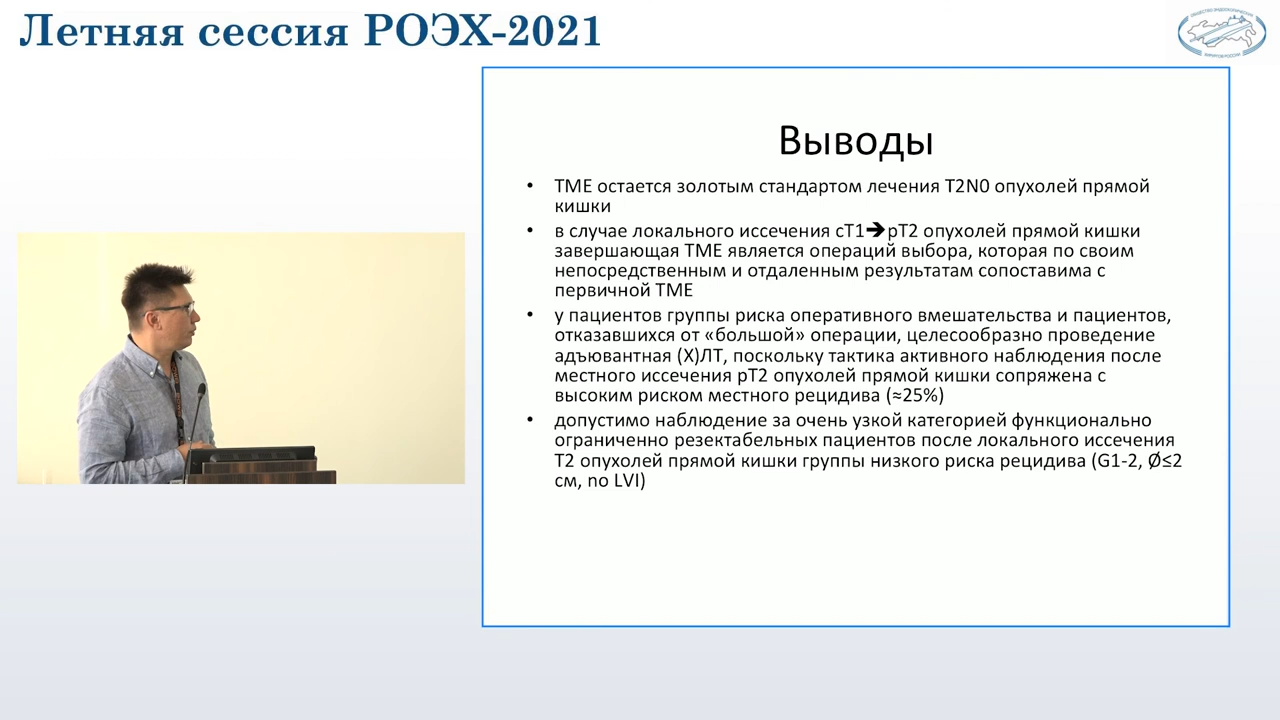 Летняя сессия РОЭХ-2021
Выводы
• ТМЕ остается золотым стандартом лечения T2N0 опухолей прямой
кишки
• в случае локального иссечения сТ1➔рТ2 опухолей прямой кишки
завершающая ТМЕ является операций выбора, которая по своим
непосредственным и отдаленным результатам сопоставима с
первичной ТМЕ
• у пациентов группы риска оперативного вмешательства и пациентов,
отказавшихся от «большой» операции, целесообразно проведение
адъювантная (Х)ЛТ, поскольку тактика активного наблюдения после
местного иссечения рТ2 опухолей прямой кишки сопряжена с
высоким риском местного рецидива (≈25%)
• допустимо наблюдение за очень узкой категорией функционально
ограниченно резектабельных пациентов после локального иссечения
Т2 опухолей прямой кишки группы низкого риска рецидива (G1-2, Ø≤2
см, no LVI)